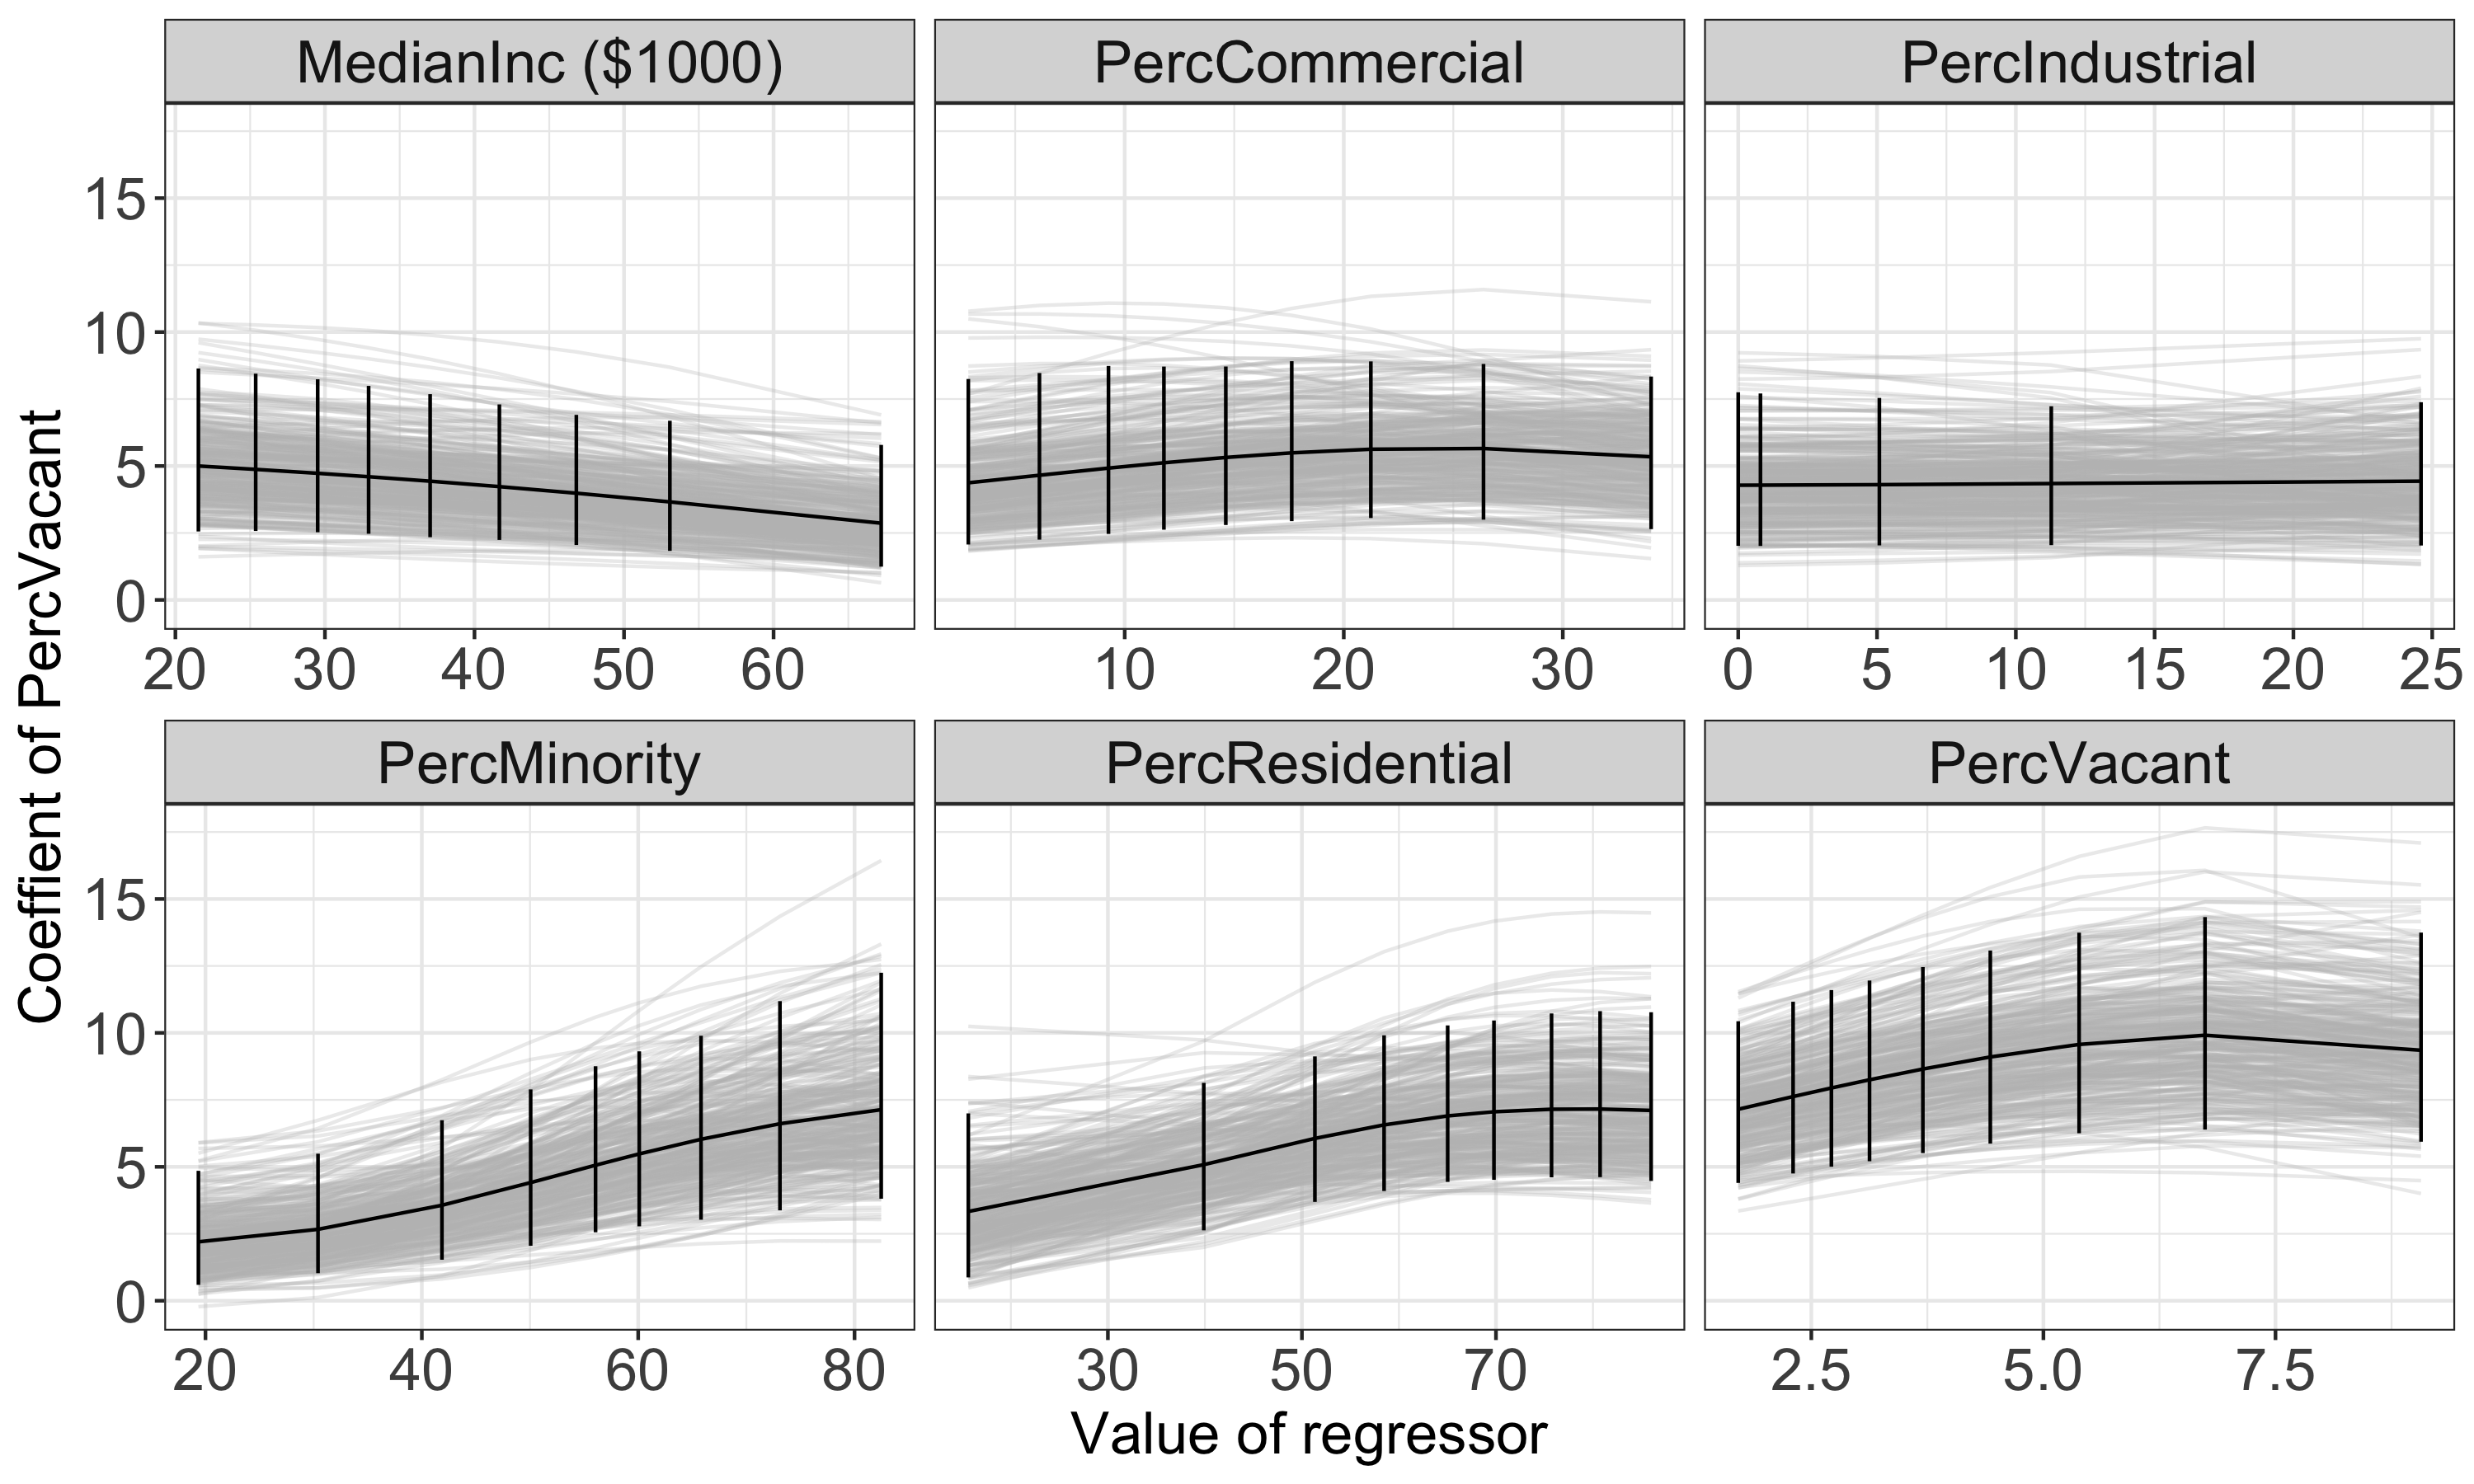 MedianInc ($1000)
PercCommercial
PercIndustrial
15
10
5
0
20 30 40 50 60
10 20 30
0 5 10 15 20 25
PercMinority
PercResidential
PercVacant
15
10
5
0
20 40 60 80
30 50 70
2.5 5.0 7.5
Coeffient of PercVacant
Value of regressor